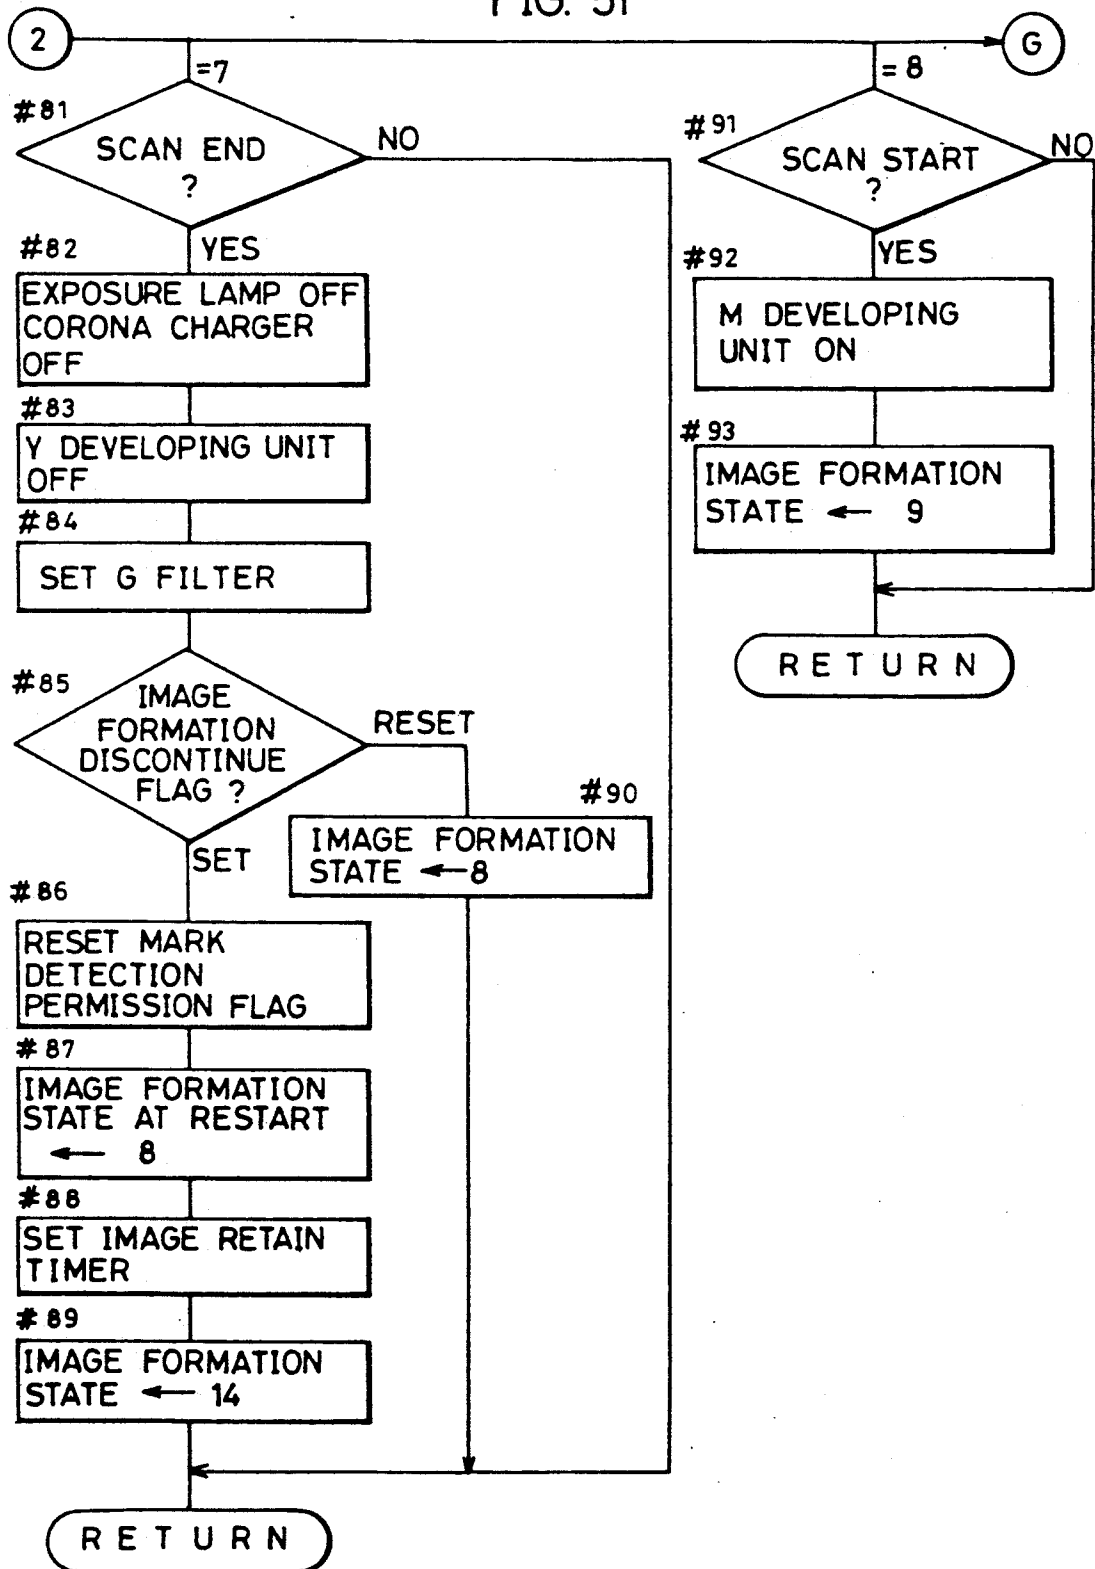 FIG. 51
2
G
=7
=8
#81
SCAN END
?
NO
YES
#82
EXPOSURE LAMP OFF
CORONA CHARGER
OFF
#83
Y DEVELOPING UNIT
OFF
#84
SET G FILTER
#85
IMAGE
FORMATION
DISCONTINUE
FLAG ?
RESET
SET
#90
IMAGE FORMATION
STATE ← 8
#86
RESET MARK
DETECTION
PERMISSION FLAG
#87
IMAGE FORMATION
STATE AT RESTART
← 8
#88
SET IMAGE RETAIN
TIMER
#89
IMAGE FORMATION
STATE ← 14
RETURN
#91
SCAN START
?
NO
YES
#92
M DEVELOPING
UNIT ON
#93
IMAGE FORMATION
STATE ← 9
RETURN